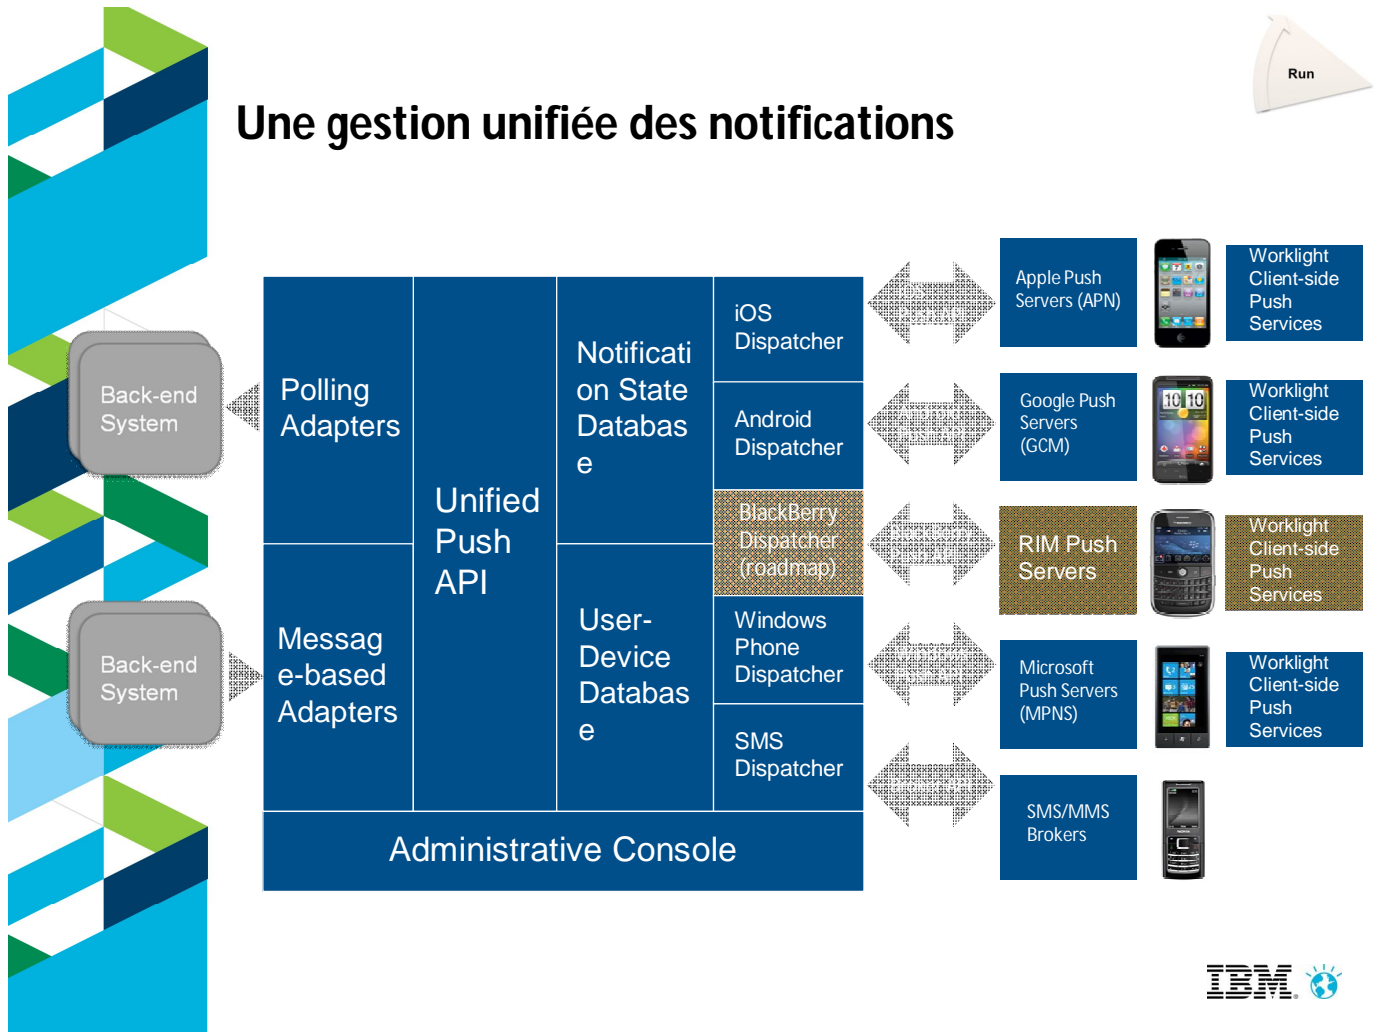 Run
Une gestion unifiée des notifications
Back-end
System
Back-end
System
Polling
Adapters
Messag
e-based
Adapters
Unified
Push
API
Notificati
on State
Databas
e
User-
Device
Databas
e
iOS
Dispatcher
Android
Dispatcher
BlackBerry
Dispatcher
(roadmap)
Windows
Phone
Dispatcher
SMS
Dispatcher
Administrative Console
Apple Push
Servers (APN)
Worklight
Client-side
Push
Services
Google Push
Servers
(GCM)
10 10
Worklight
Client-side
Push
Services
RIM Push
Servers
Worklight
Client-side
Push
Services
Microsoft
Push Servers
(MPNS)
Worklight
Client-side
Push
Services
SMS/MMS
Brokers
IBM.